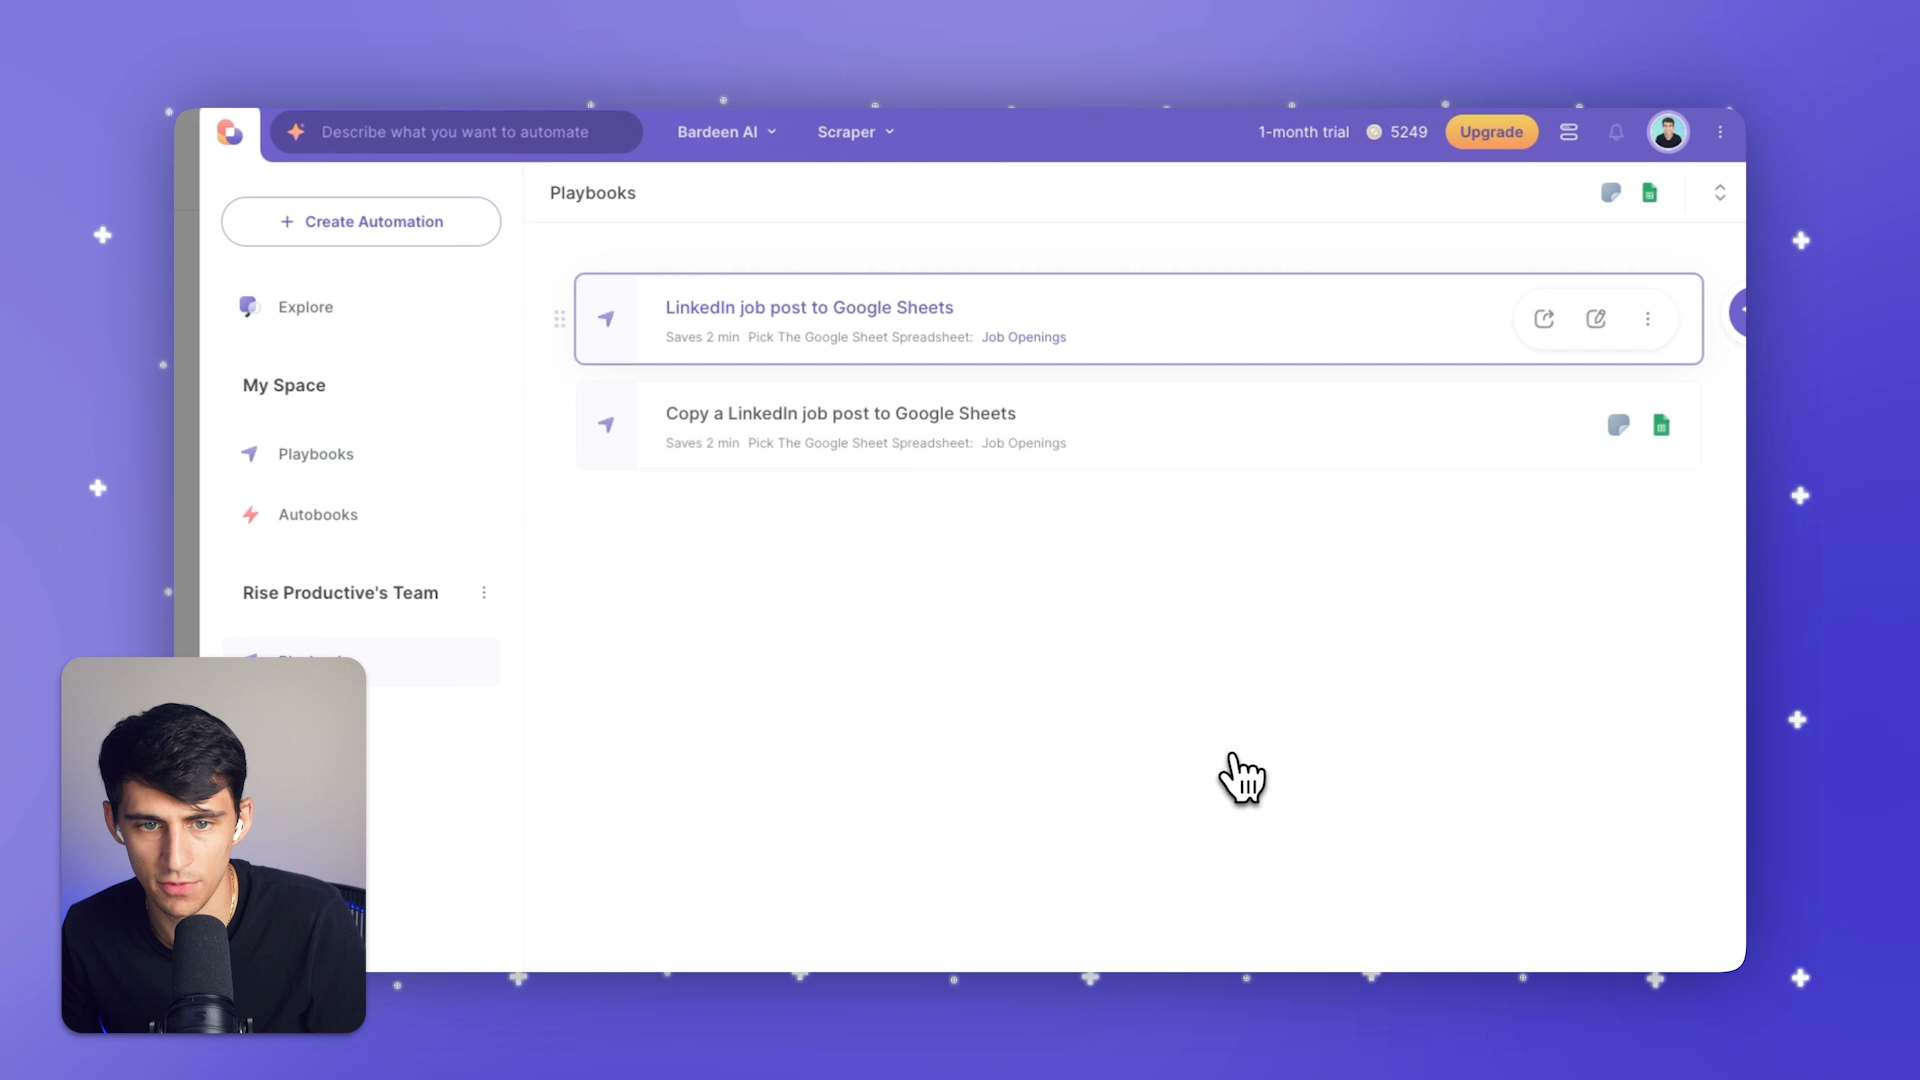 Describe what you want to automate
Bardeen AI
Scraper
1-month trial
5249
Upgrade
Create Automation
Playbooks
Explore
LinkedIn job post to Google Sheets
Saves 2 min Pick The Google Sheet Spreadsheet: Job Openings
My Space
Copy a LinkedIn job post to Google Sheets
Saves 2 min Pick The Google Sheet Spreadsheet: Job Openings
Playbooks
Autobooks
Rise Productive's Team